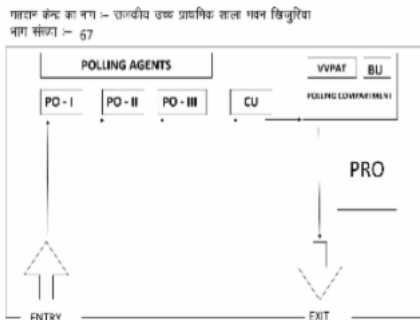 मतदान केन्द्र का नाम :- राजकीय उच्च प्राथमिक शाला भवन खिजुरिया
भाग संख्या :- 67
POLLING AGENTS
VVPAT BU
POLLING COMPARTMENT
PO - I PO - II PO - III CU
PRO
ENTRY EXIT